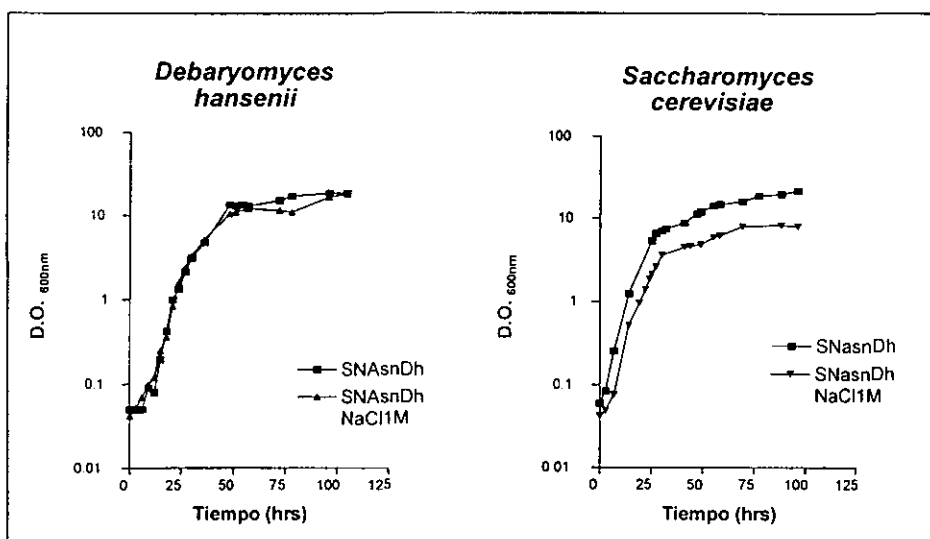 Debaryomyces
hansenii
100
10
1
0.1
0 01
D.O. 600nm
0
25
50
75
100
125
Tiempo (hrs)
SNAsnDh
SNAsnDh
NaCl1M
Saccharomyces
cerevisiae
100
10
1
0.1
0 01
D.O. 600nm
0
25
50
75
100
125
Tiempo (hrs)
SNasnDh
SNasnDh
NaCl1M